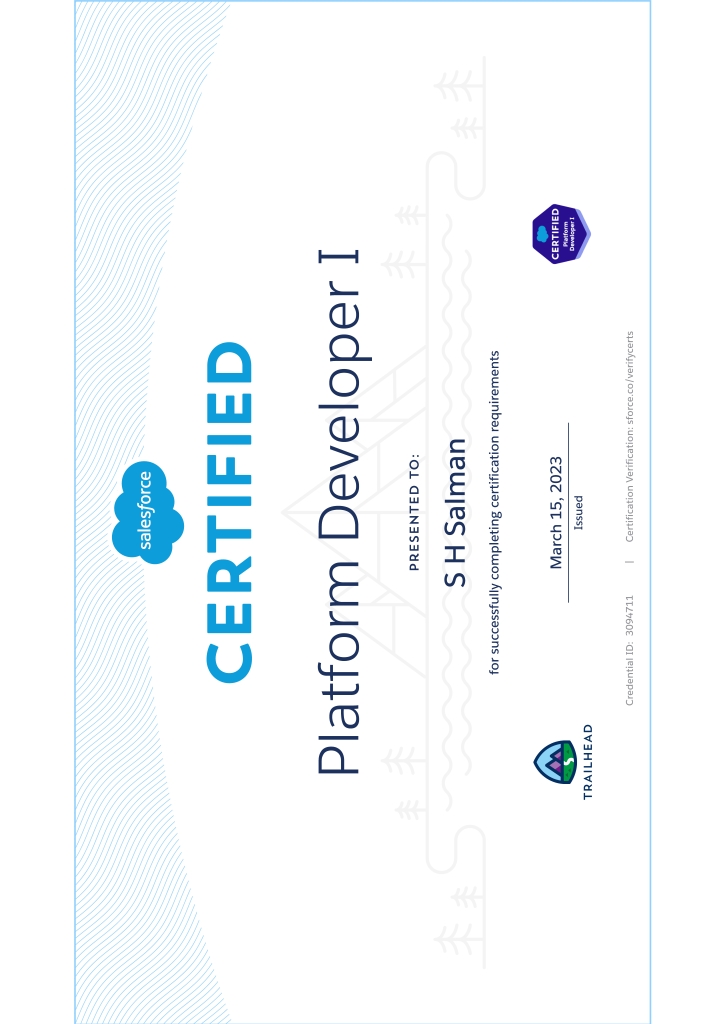 salesforce
CERTIFIED
Platform Developer I
PRESENTED TO:
S H Salman
for successfully completing certification requirements
TRAILHEAD
March 15, 2023
Issued
CERTIFIED
Platform
Developer I
Credential ID: 3094711 | Certification Verification: sforce.co/verifycerts